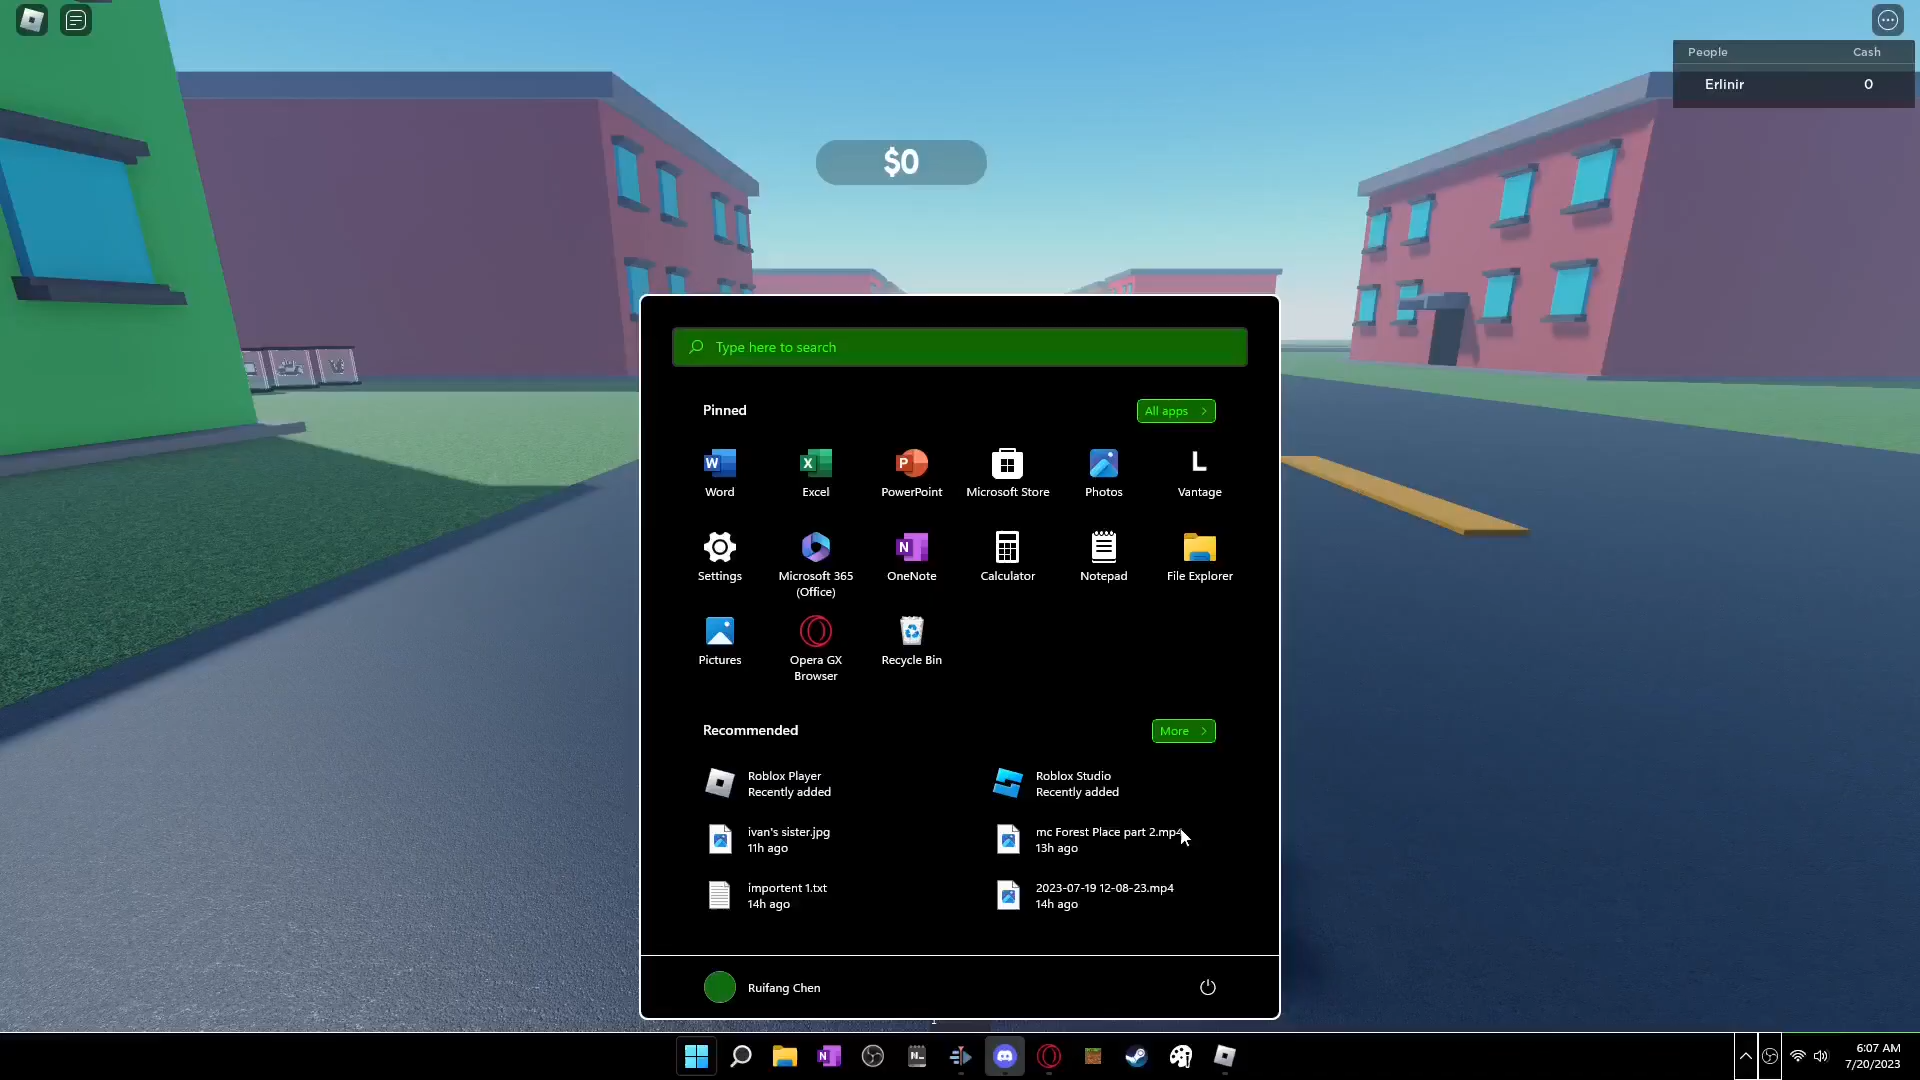 People Cash
Erlinir 0
$0
Type here to search
Pinned
All apps
Word
Excel
PowerPoint
Microsoft Store
Photos
L
Vantage
Settings
Microsoft 365
(Office)
OneNote
Calculator
Notepad
File Explorer
Pictures
Opera GX
Browser
Recycle Bin
Recommended
More
Roblox Player
Recently added
Roblox Studio
Recently added
ivan's sister.jpg
11h ago
mc Forest Place part 2.mp4
13h ago
importent 1.txt
14h ago
2023-07-19 12-08-23.mp4
14h ago
Ruifang Chen
1
6:07 AM
7/20/2023